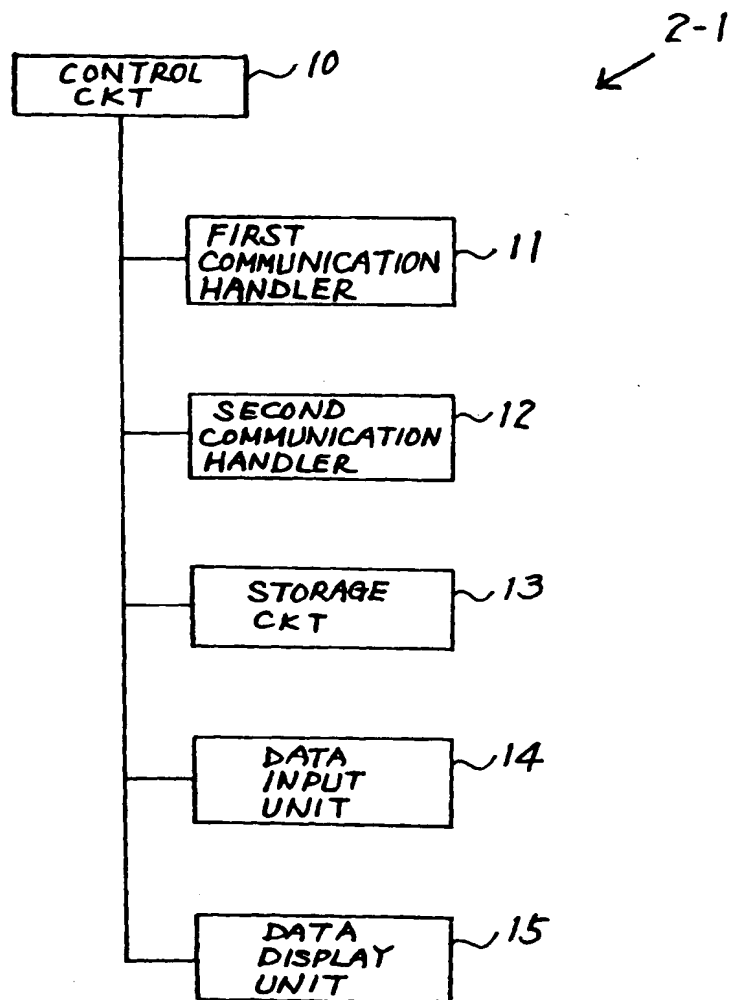 2-1
CONTROL
CKT
10
FIRST
COMMUNICATION
HANDLER
11
SECOND
COMMUNICATION
HANDLER
12
STORAGE
CKT
13
DATA
INPUT
UNIT
14
DATA
DISPLAY
UNIT
15